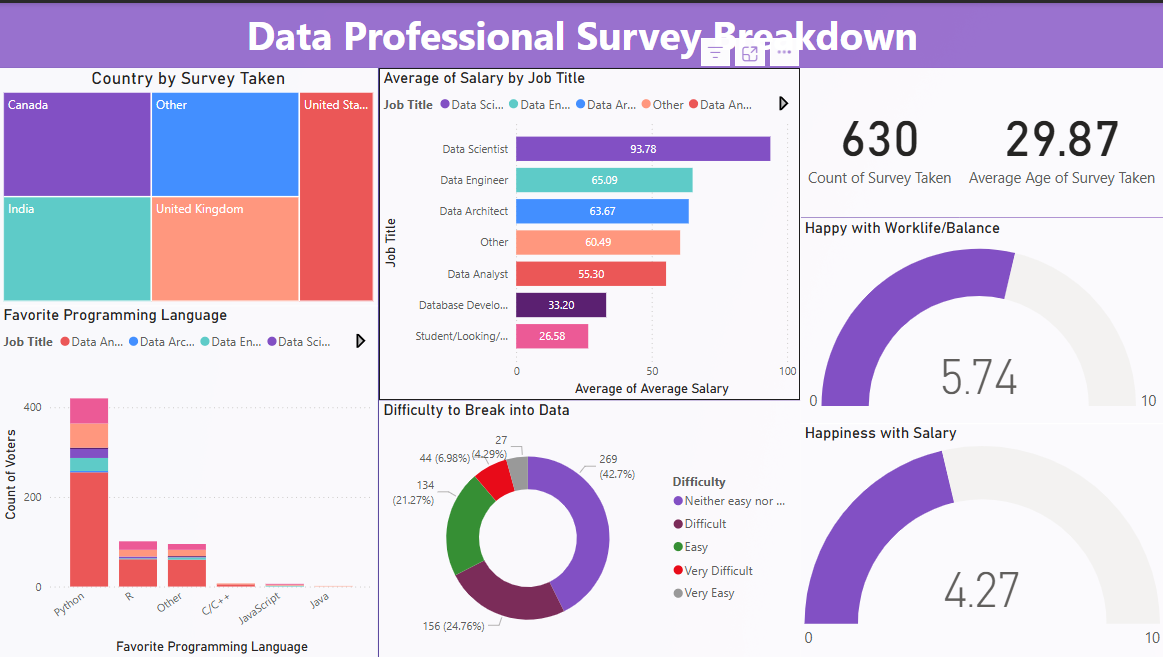 Data Professional Survey Breakdown
Country by Survey Taken
Canada
Other
United Sta...
India
United Kingdom
Favorite Programming Language
Job Title Data An... Data Arc... Data En... Data Sci...
Count of Voters
400
200
0
Python
R
Other
C/C++
JavaScript
Java
Favorite Programming Language
Average of Salary by Job Title
Job Title Data Sci... Data En... Data Ar... Other Data An...
Job Title
Data Scientist 93.78
Data Engineer 65.09
Data Architect 63.67
Other 60.49
Data Analyst 55.30
Database Develo... 33.20
Student/Looking/... 26.58
0 50 100
Average of Average Salary
Difficulty to Break into Data
27
(4.29%)
44 (6.98%)
134
(21.27%)
156 (24.76%)
269
(42.7%)
Difficulty
Neither easy nor ...
Difficult
Easy
Very Difficult
Very Easy
630
Count of Survey Taken
29.87
Average Age of Survey Taken
Happy with Worklife/Balance
5.74
0
10
Happiness with Salary
4.27
0
10